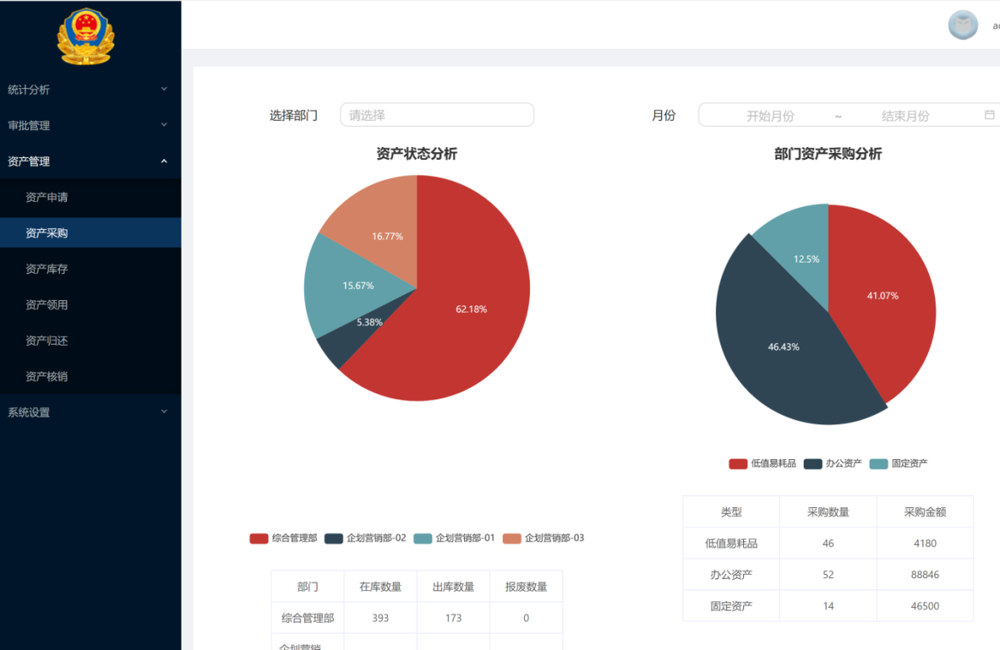 ad
统计分析
审批管理
资产管理
资产申请
资产采购
资产库存
资产领用
资产归还
资产核销
系统设置
选择部门 请选择
月份 开始月份 ~ 结束月份
资产状态分析
16.77%
15.67%
5.38%
62.18%
综合管理部 企划营销部-02 企划营销部-01 企划营销部-03
部门 在库数量 出库数量 报废数量
综合管理部 393 173 0
企划营销
部门资产采购分析
12.5%
41.07%
46.43%
低值易耗品 办公资产 固定资产
类型 采购数量 采购金额
低值易耗品 46 4180
办公资产 52 88846
固定资产 14 46500